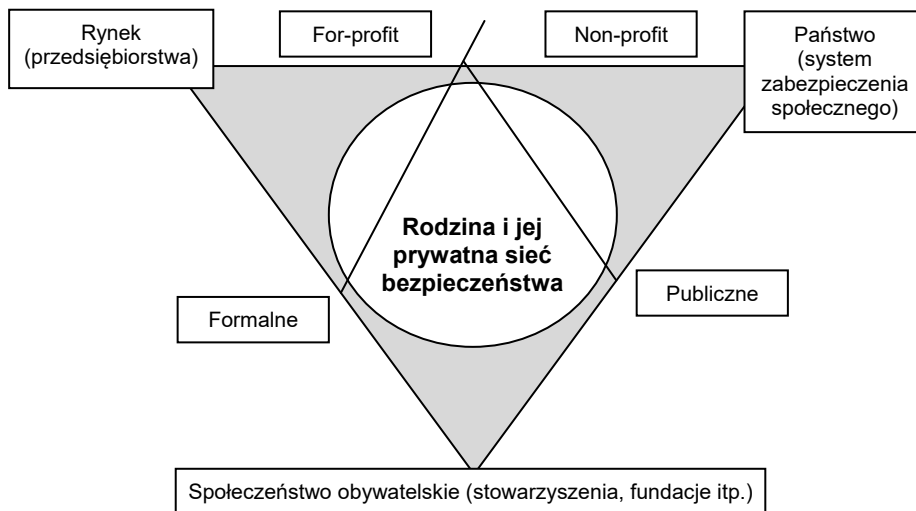 Rynek
(przedsiębiorstwa)
For-profit
Non-profit
Państwo
(system
zabezpieczenia
społecznego)
Rodzina i jej
prywatna sieć
bezpieczeństwa
Formalne
Publiczne
Społeczeństwo obywatelskie (stowarzyszenia, fundacje itp.)